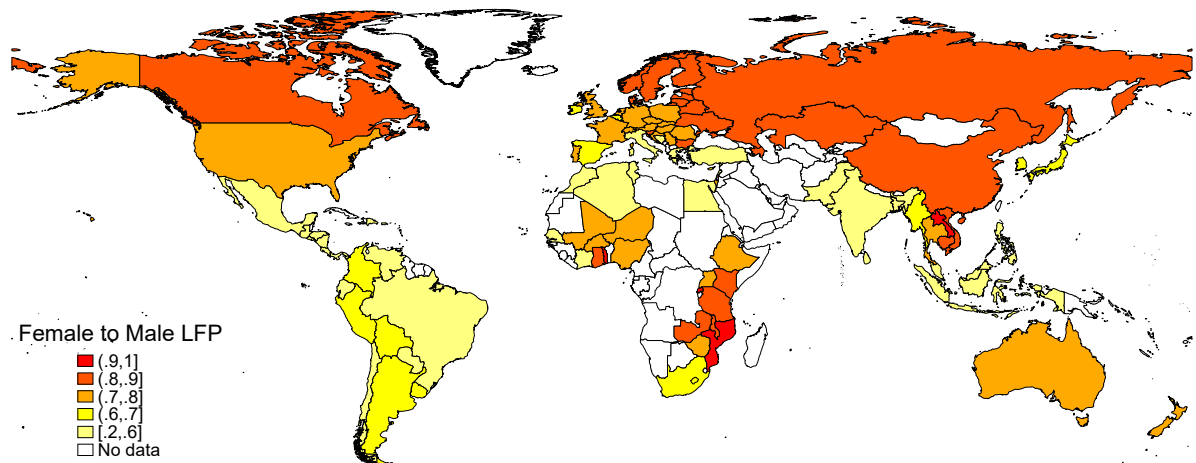 Female to Male LFP
(.9,1]
(.8,.9]
(.7,.8]
(.6,.7]
[.2,.6]
No data